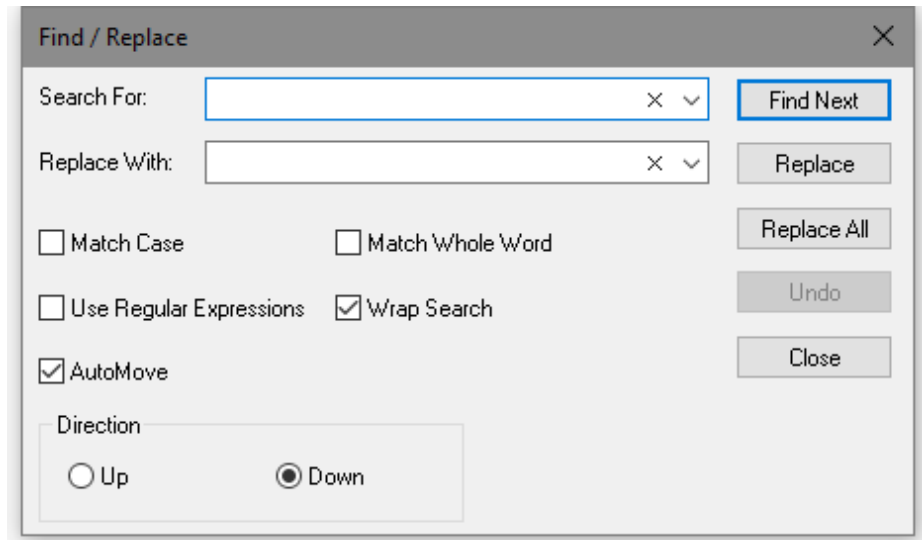 Find / Replace
Search For:
Find Next
Replace With:
Replace
Match Case
Match Whole Word
Replace All
Use Regular Expressions
Wrap Search
Undo
AutoMove
Close
Direction
Up
Down